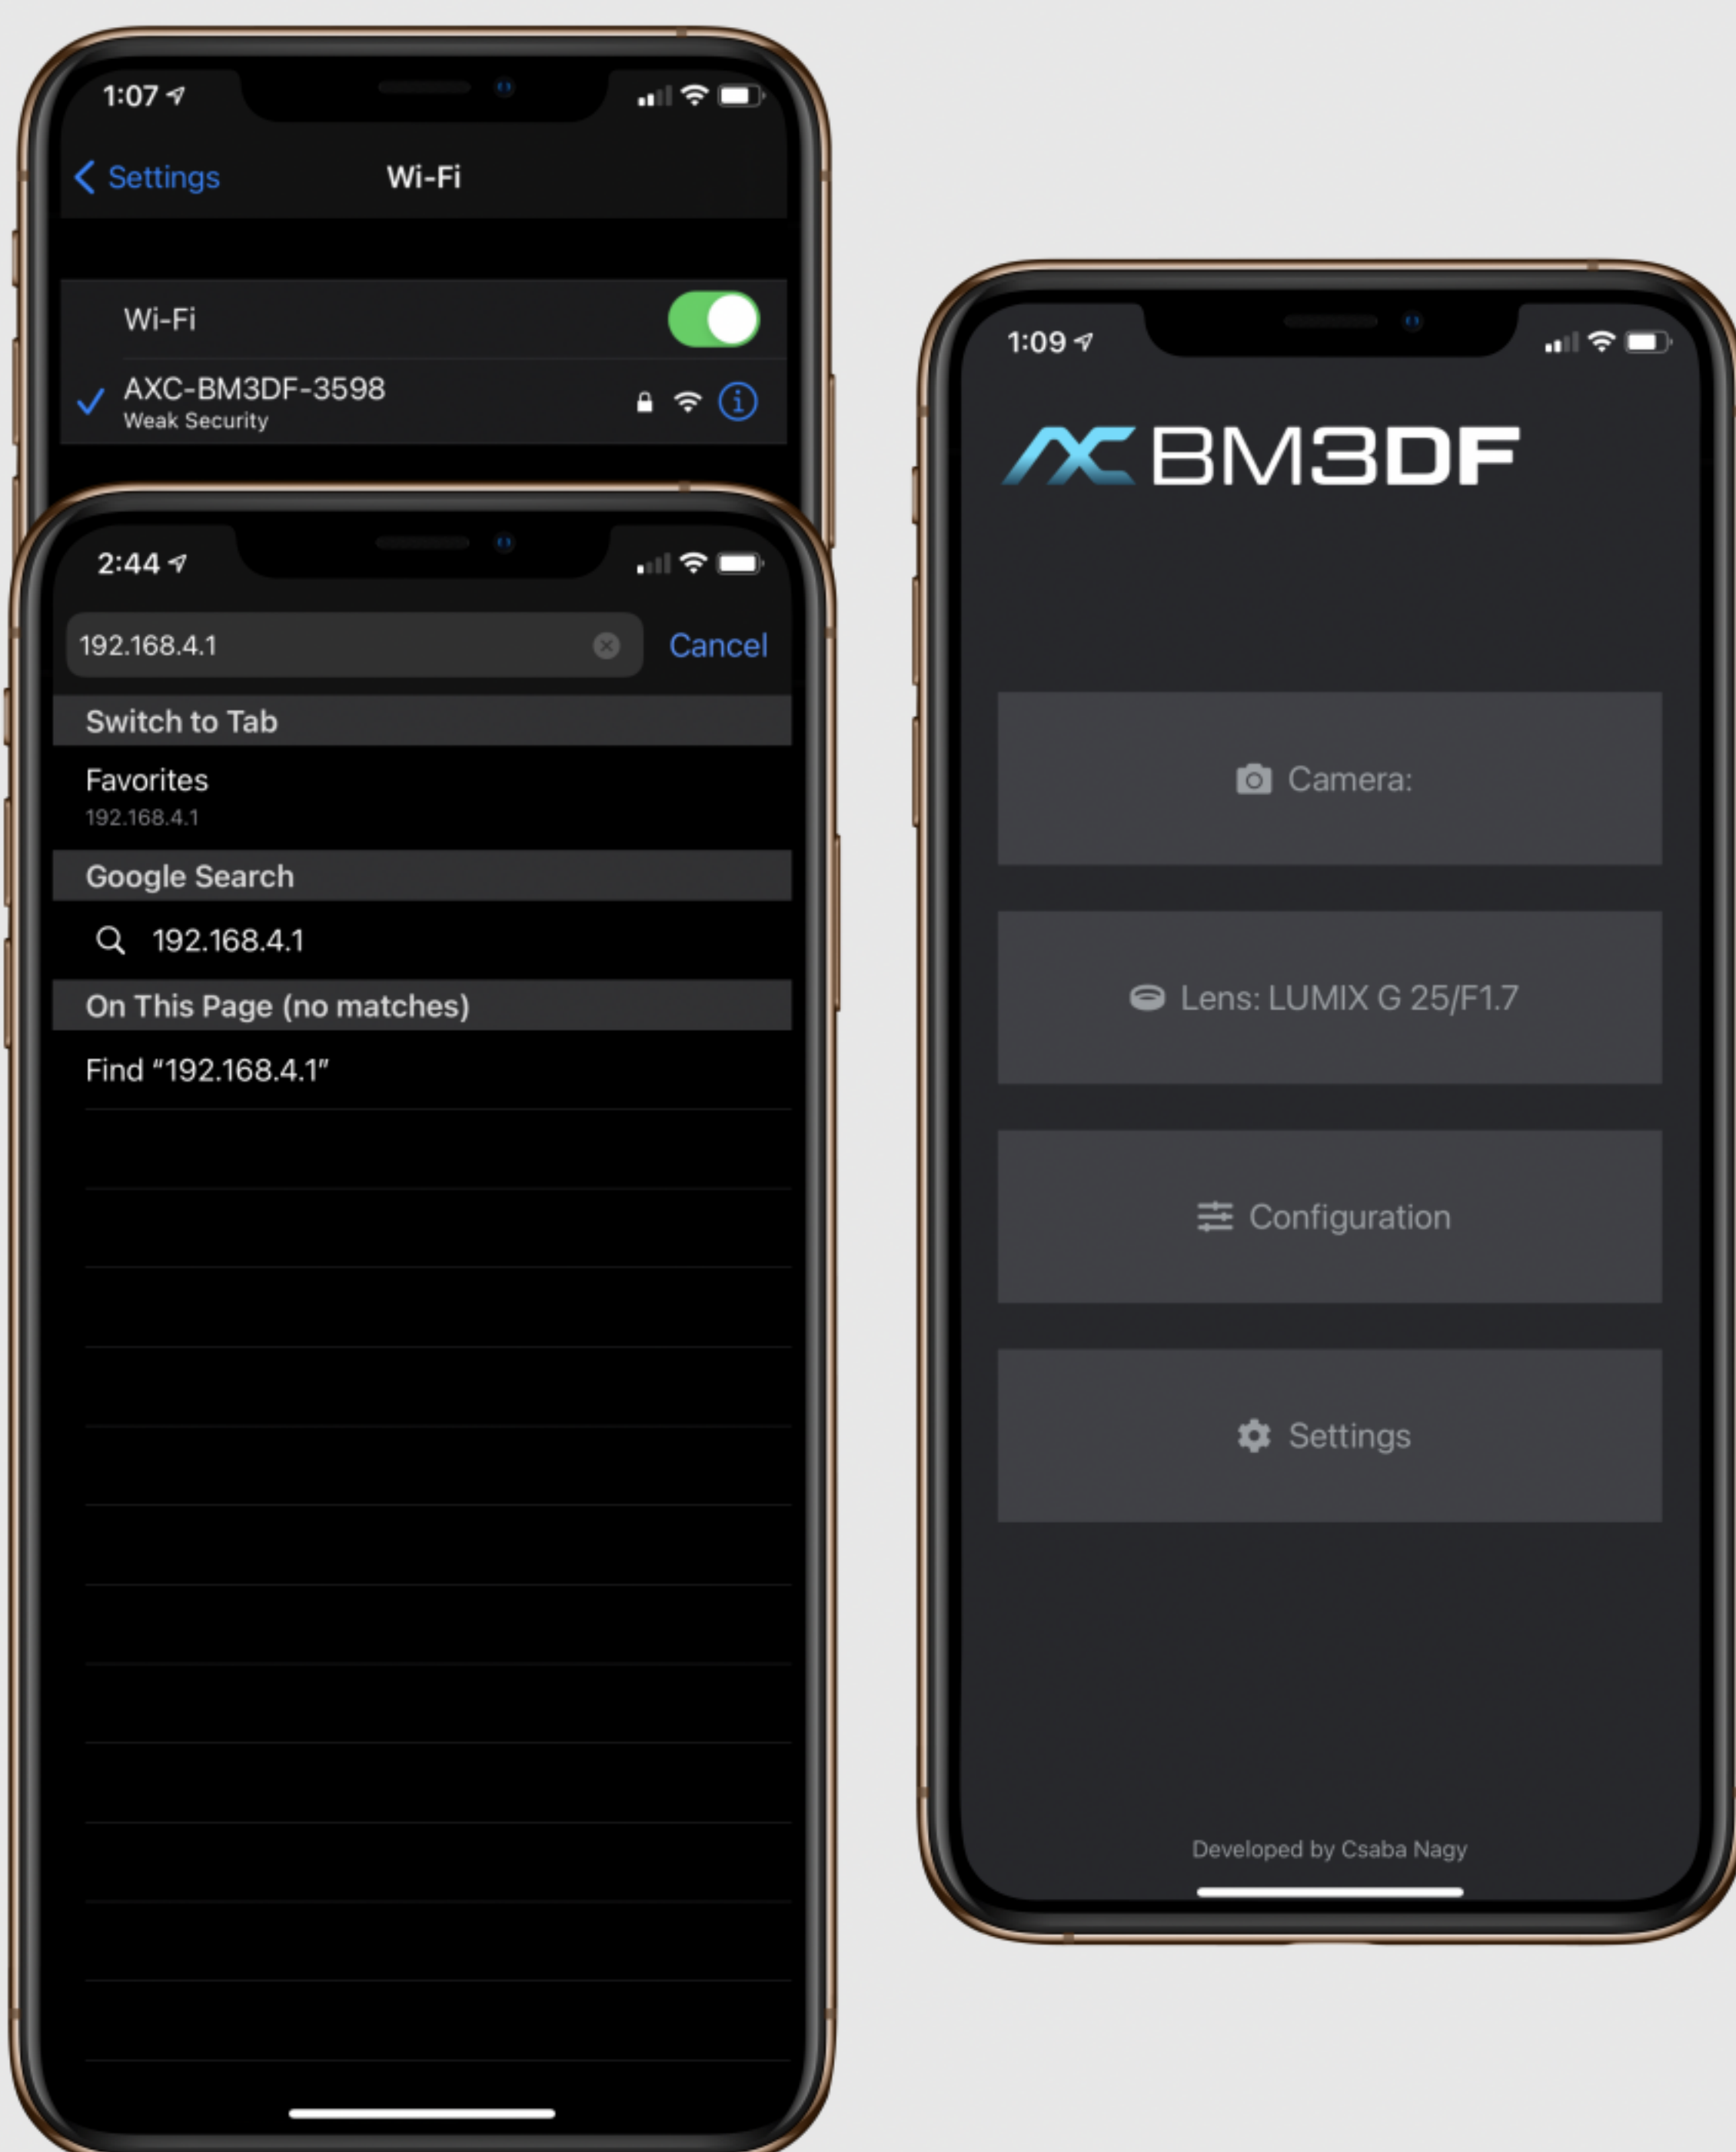 1:07
Settings
Wi-Fi
Wi-Fi
AXC-BM3DF-3598
Weak Security
2:44
192.168.4.1
Cancel
Switch to Tab
Favorites
192.168.4.1
Google Search
192.168.4.1
On This Page (no matches)
Find “192.168.4.1”
1:09
AXC BM3DF
Camera:
Lens: LUMIX G 25/F1.7
Configuration
Settings
Developed by Csaba Nagy